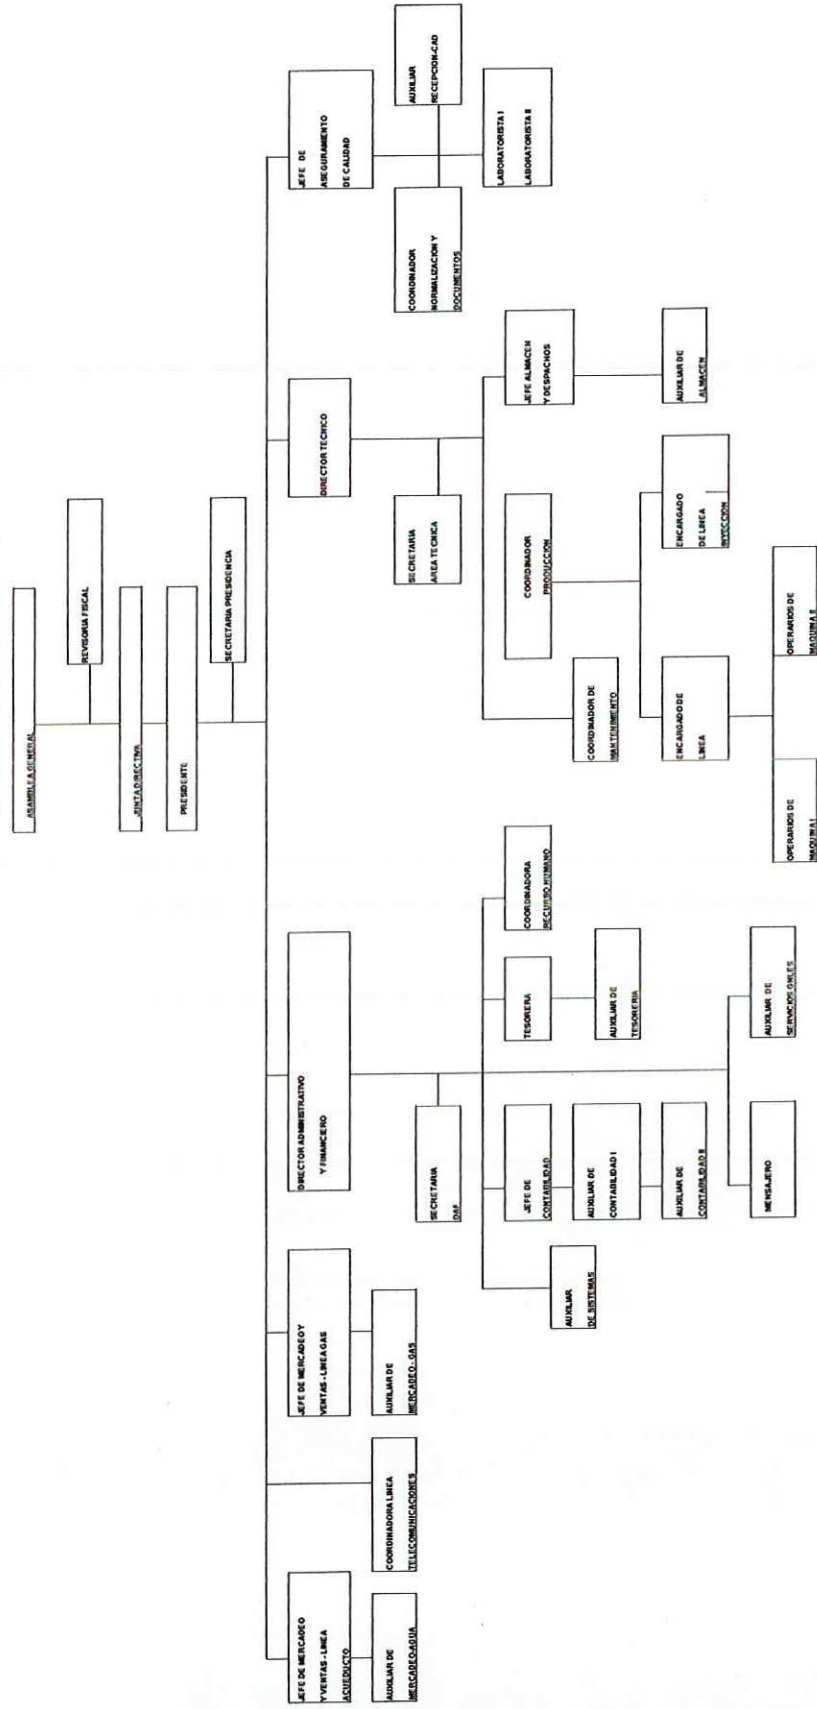 ASAMBLEA GENERAL
REVISORIA FISCAL
JUNTA DIRECTIVA
PRESIDENTE
SECRETARIA PRESIDENCIA
JEFE DE MERCADEO
Y VENTAS - LINEA
ACUEDUCTO
AUXILIAR DE
MERCADEO-AGUA
COORDINADORA LINEA
TELECOMUNICACIONES
JEFE DE MERCADEO Y
VENTAS - LINEA GAS
AUXILIAR DE
MERCADEO - GAS
DIRECTOR ADMINISTRATIVO
Y FINANCIERO
SECRETARIA
DAF
AUXILIAR
DE SISTEMAS
JEFE DE
CONTABILIDAD
AUXILIAR DE
CONTABILIDAD I
AUXILIAR DE
CONTABILIDAD II
TESORERA
AUXILIAR DE
TESORERIA
COORDINADORA
RECURSO HUMANO
MENSAJERO
AUXILIAR DE
SERVICIOS GNLES
DIRECTOR TECNICO
SECRETARIA
AREA TECNICA
COORDINADOR DE
MANTENIMIENTO
COORDINADOR
PRODUCCION
JEFE ALMACEN
Y DESPACHOS
AUXILIAR DE
ALMACEN
ENCARGADO DE
LINEA
ENCARGADO
DE LINEA
INYECCION
OPERARIOS DE
MAQUINA I
OPERARIOS DE
MAQUINA II
JEFE DE
ASEGURAMIENTO
DE CALIDAD
COORDINADOR
NORMALIZACION Y
DOCUMENTOS
AUXILIAR
RECEPCION-CAD
LABORATORISTA I
LABORATORISTA II